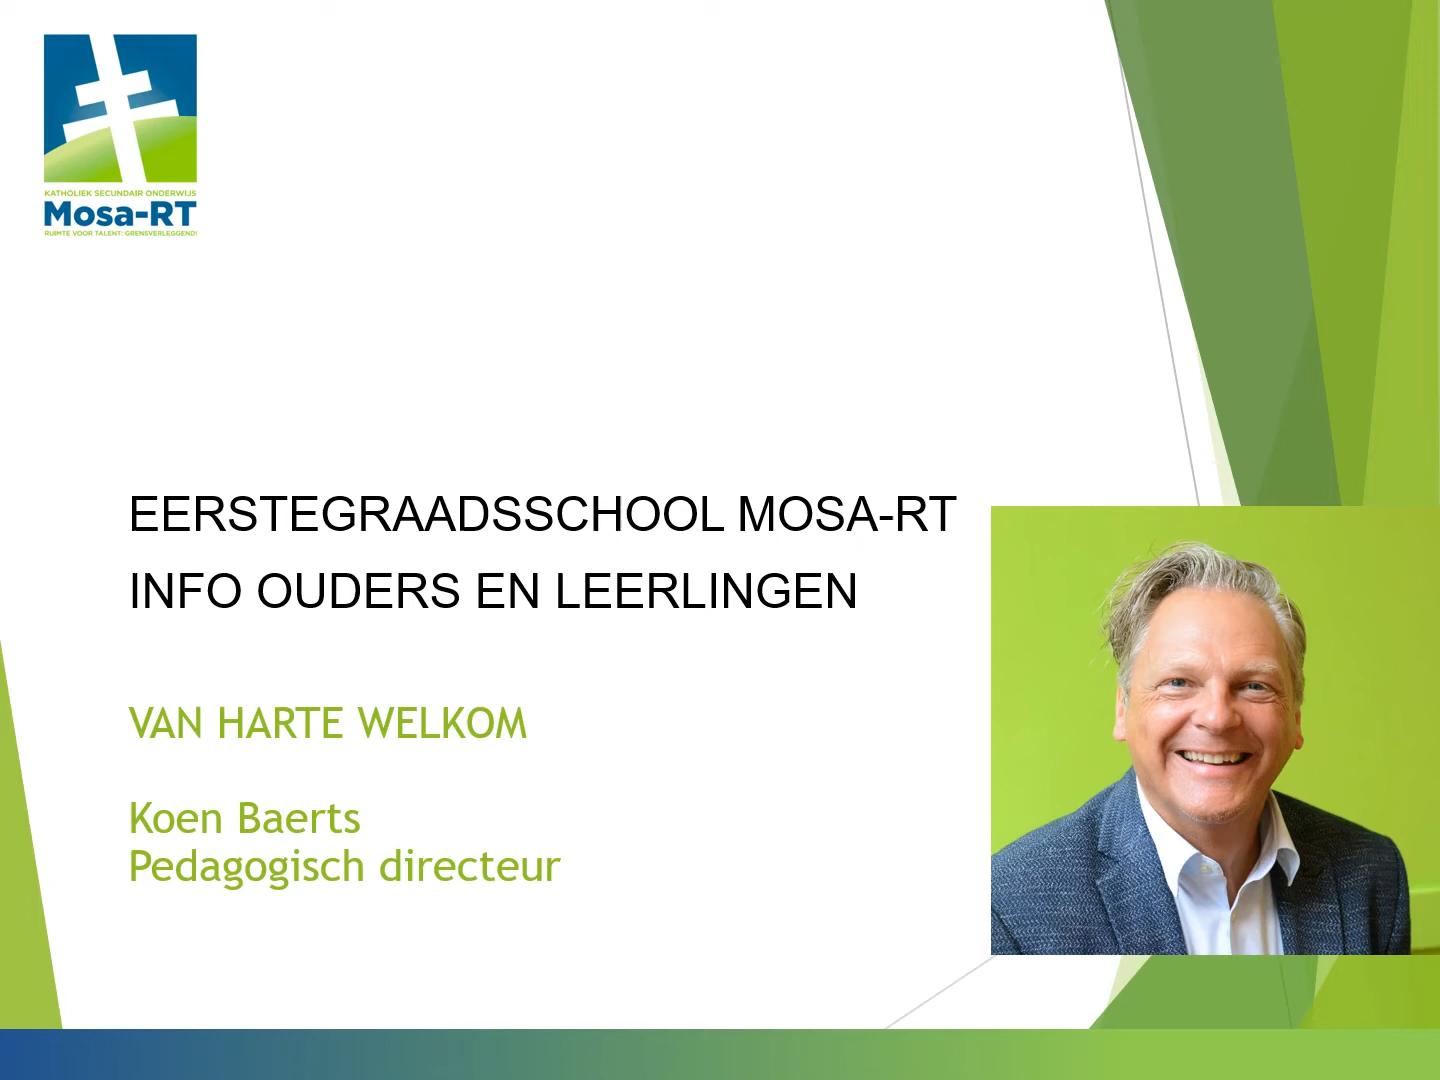 KATHOLIEK SECUNDAIR ONDERWIJS
Mosa-RT
RUIMTE VOOR TALENT: GRENSVERLEGGEND!
EERSTEGRAADSSCHOOL MOSA-RT
INFO OUDERS EN LEERLINGEN
VAN HARTE WELKOM
Koen Baerts
Pedagogisch directeur